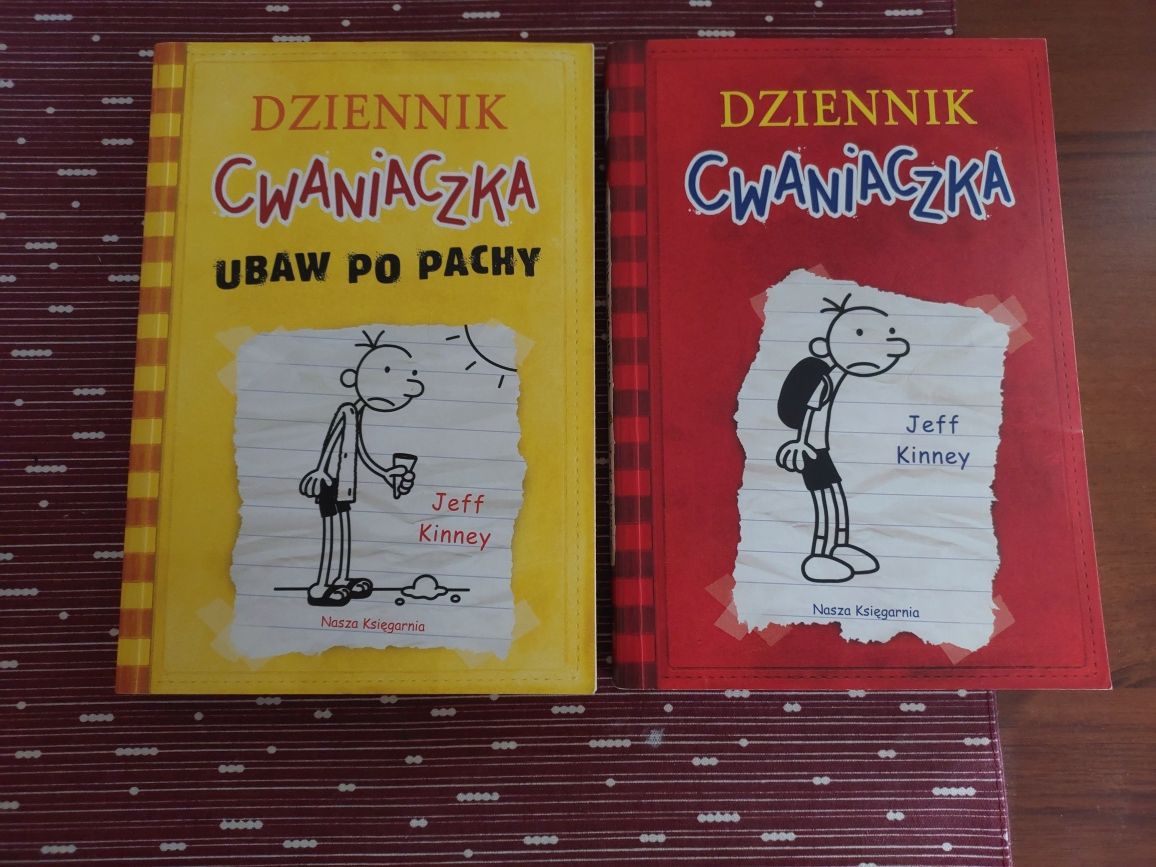 DZIENNIK
CWANIACZKA
UBAW PO PACHY
Jeff
Kinney
Nasza Księgarnia
DZIENNIK
CWANIACZKA
Jeff
Kinney
Nasza Księgarnia